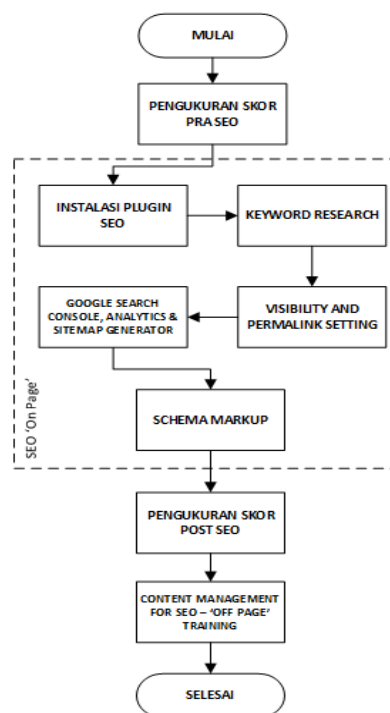 MULAI
PENGUKURAN SKOR
PRA SEO
INSTALASI PLUGIN
SEO
KEYWORD RESEARCH
VISIBILITY AND
PERMALINK SETTING
GOOGLE SEARCH
CONSOLE, ANALYTICS &
SITEMAP GENERATOR
SCHEMA MARKUP
SEO ‘On Page’
PENGUKURAN SKOR
POST SEO
CONTENT MANAGEMENT
FOR SEO – ‘OFF PAGE’
TRAINING
SELESAI